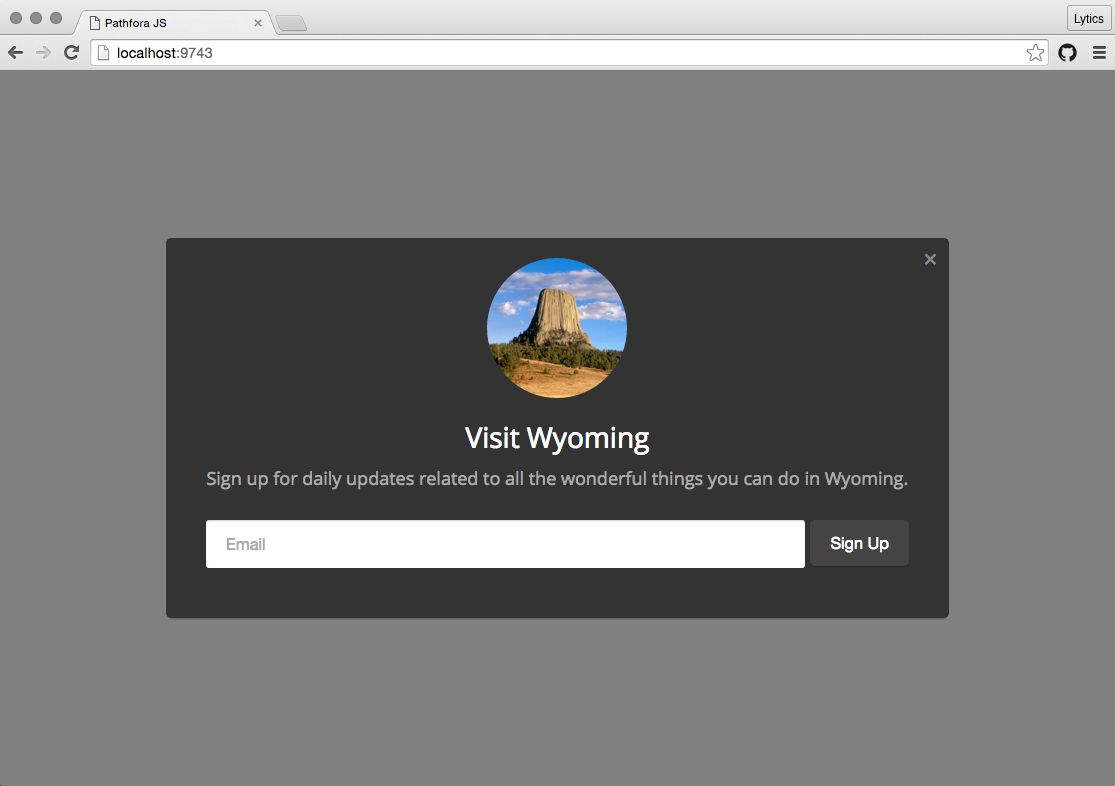 Pathfora JS
Lytics
localhost:9743
Visit Wyoming
Sign up for daily updates related to all the wonderful things you can do in Wyoming.
Email
Sign Up